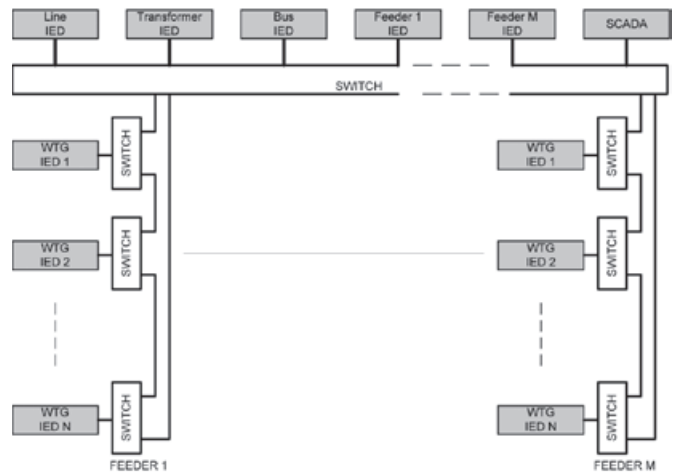 Line
IED
Transformer
IED
Bus
IED
Feeder 1
IED
Feeder M
IED
SCADA
SWITCH
WTG
IED 1
SWITCH
WTG
IED 1
SWITCH
WTG
IED 2
SWITCH
WTG
IED 2
SWITCH
WTG
IED N
SWITCH
WTG
IED N
SWITCH
FEEDER 1
FEEDER M